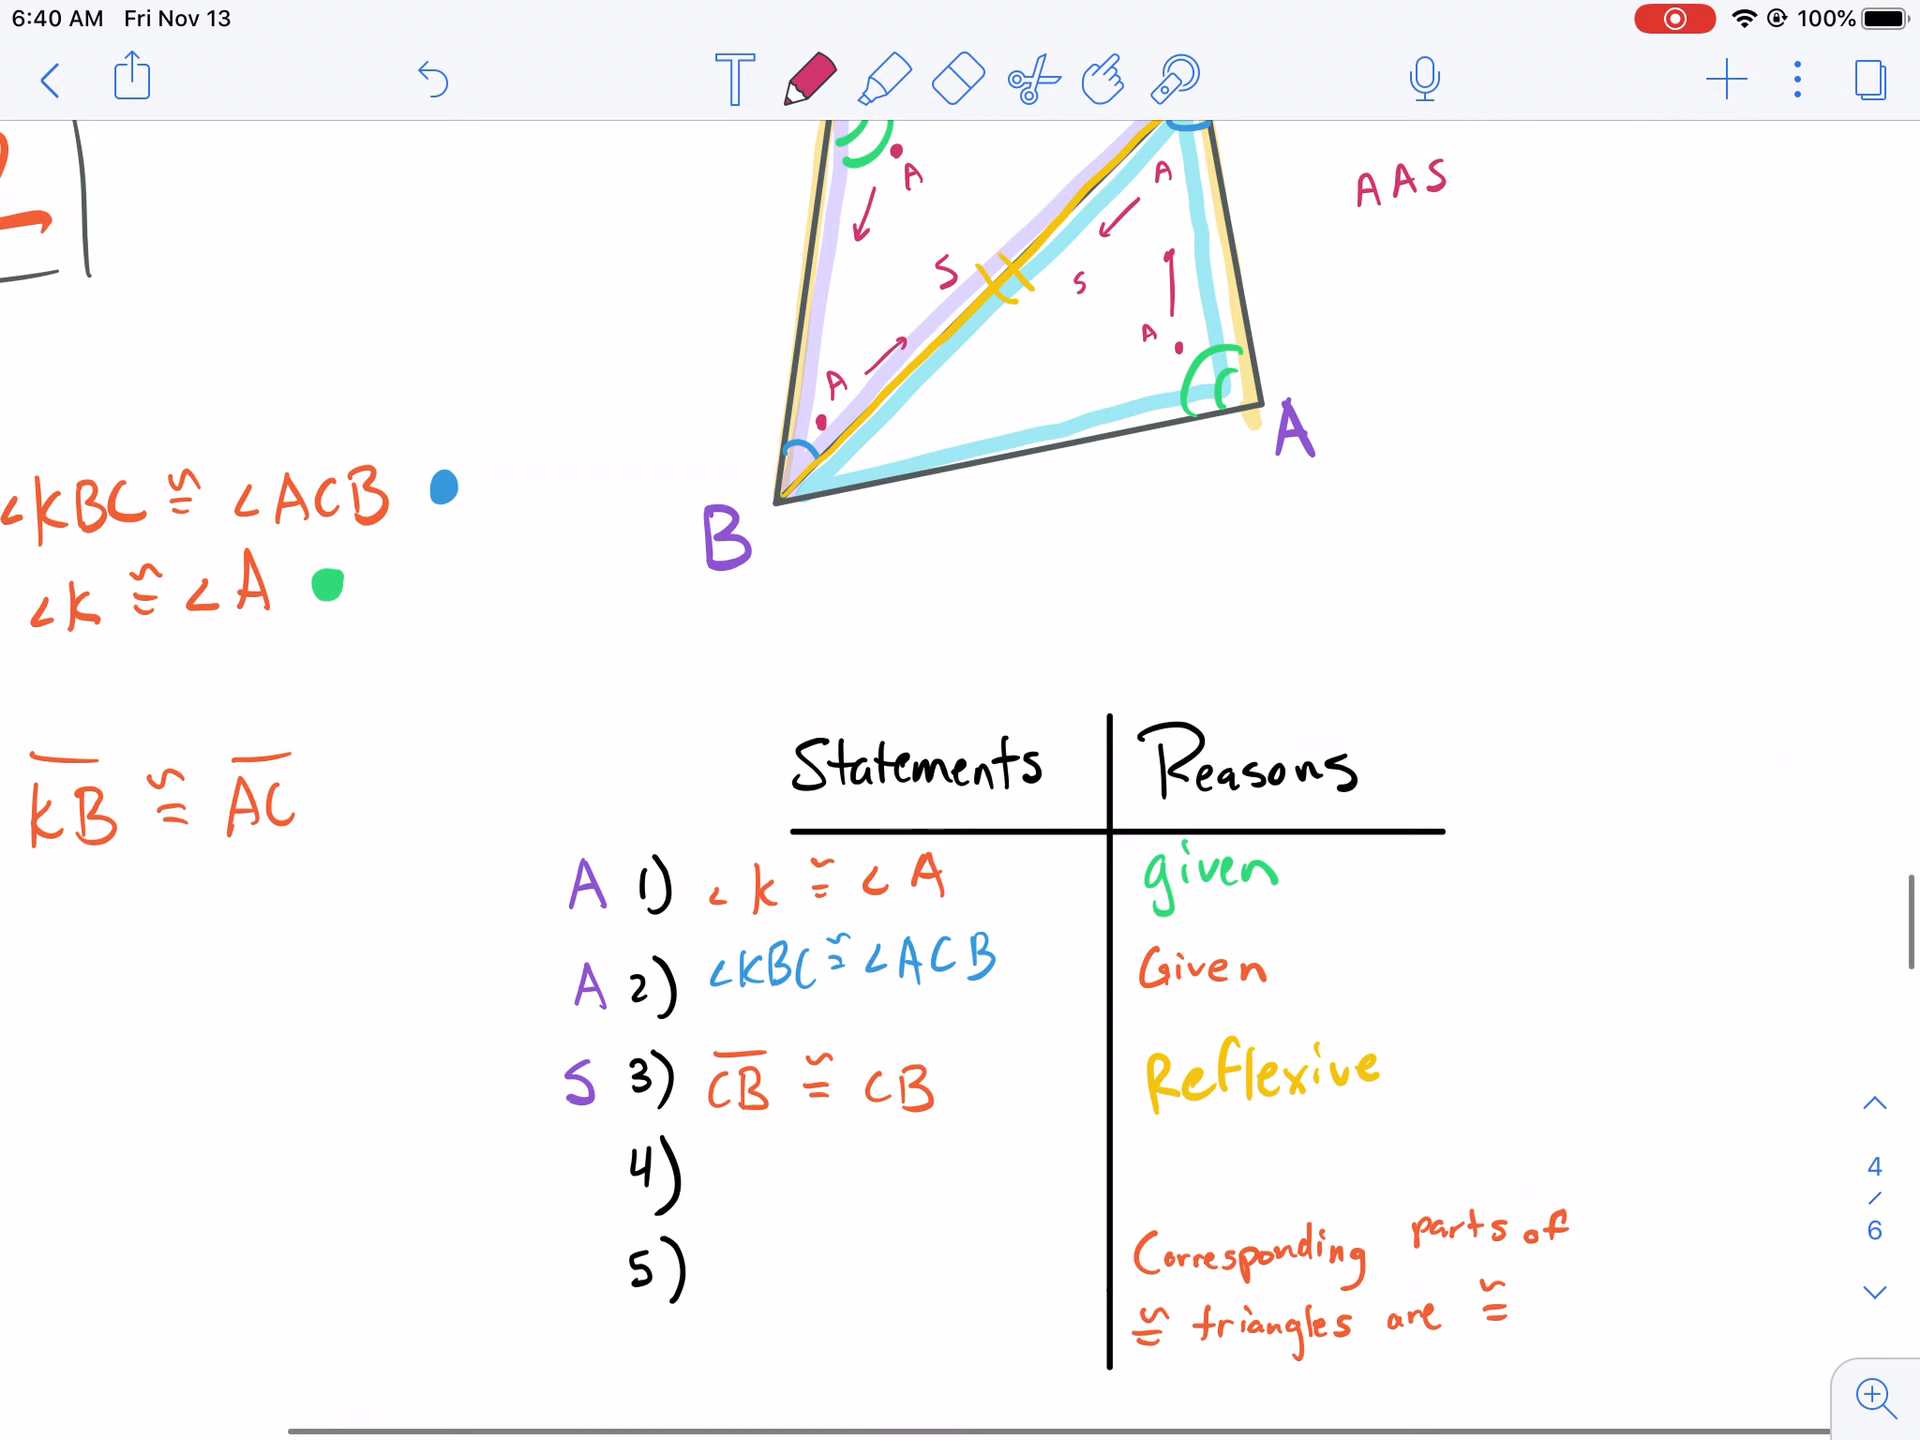 6:40 AM Fri Nov 13
100%
T
A
A
AAS
S
S
A
A
A
B
∠KBC ≅ ∠ACB
∠K ≅ ∠A
KB ≅ AC
Statements Reasons
A 1) ∠K ≅ ∠A given
A 2) ∠KBC ≅ ∠ACB Given
S 3) CB ≅ CB Reflexive
4)
5) Corresponding parts of
≅ triangles are ≅
4
/
6